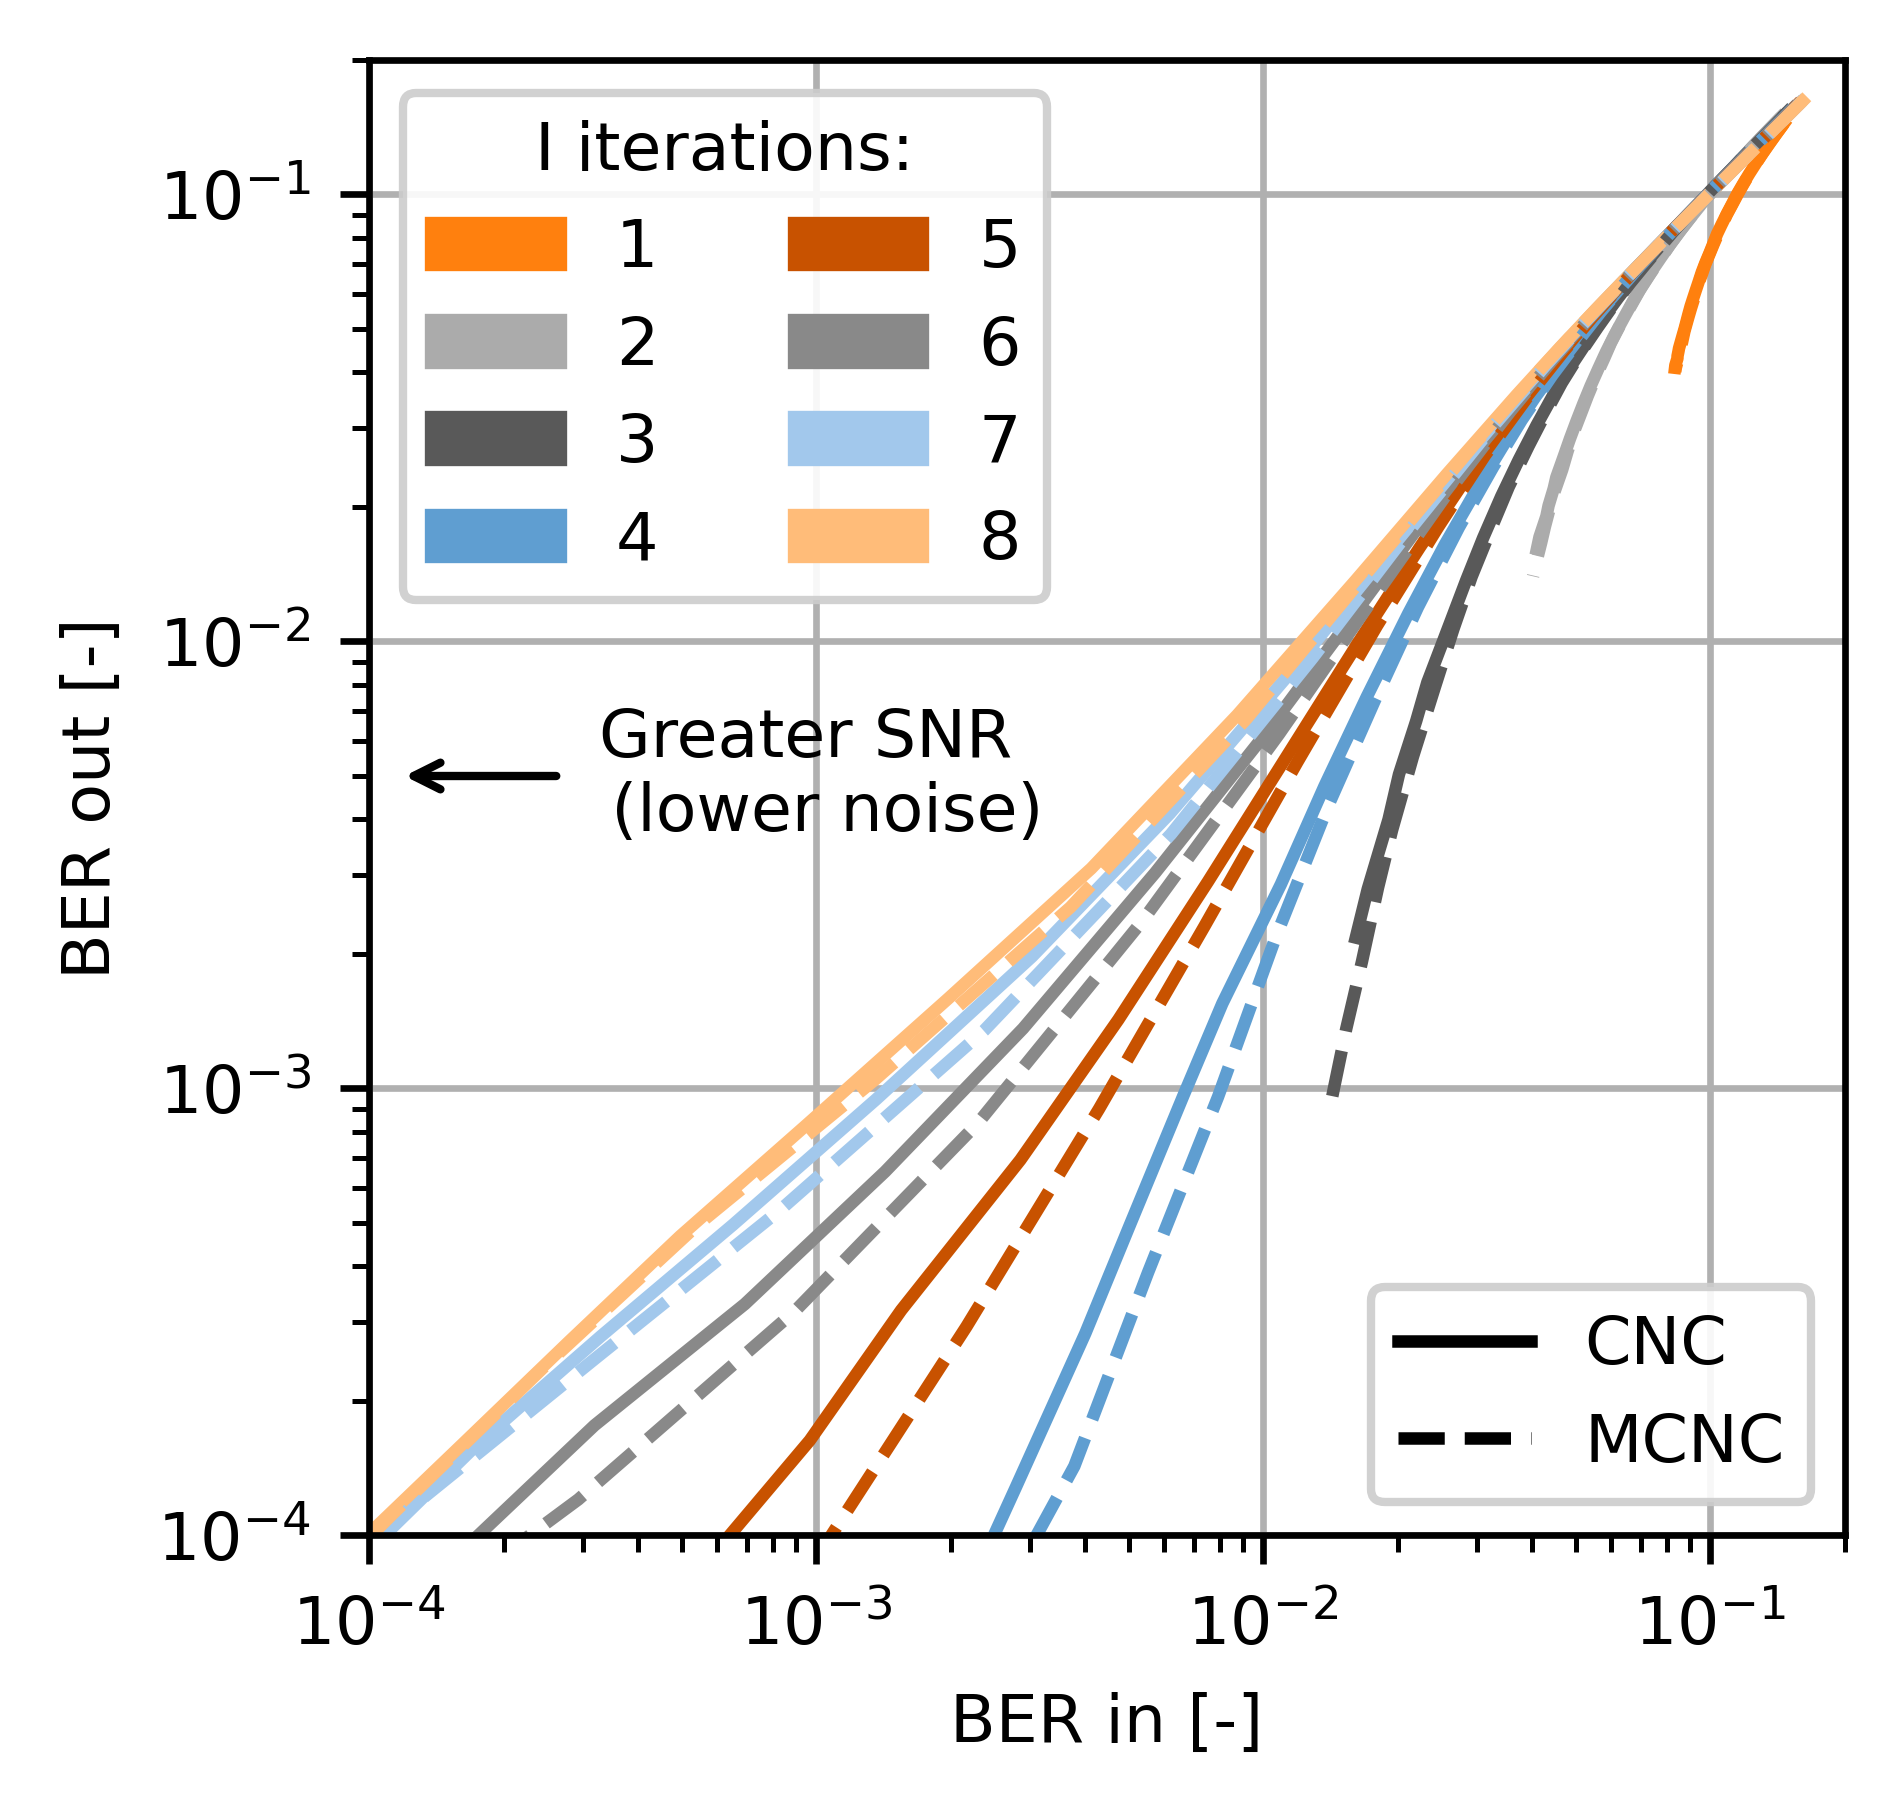 I iterations:
1 5
2 6
3 7
4 8
Greater SNR
(lower noise)
CNC
MCNC
BER out [-]
10⁻¹
10⁻²
10⁻³
10⁻⁴
10⁻⁴ 10⁻³ 10⁻² 10⁻¹
BER in [-]